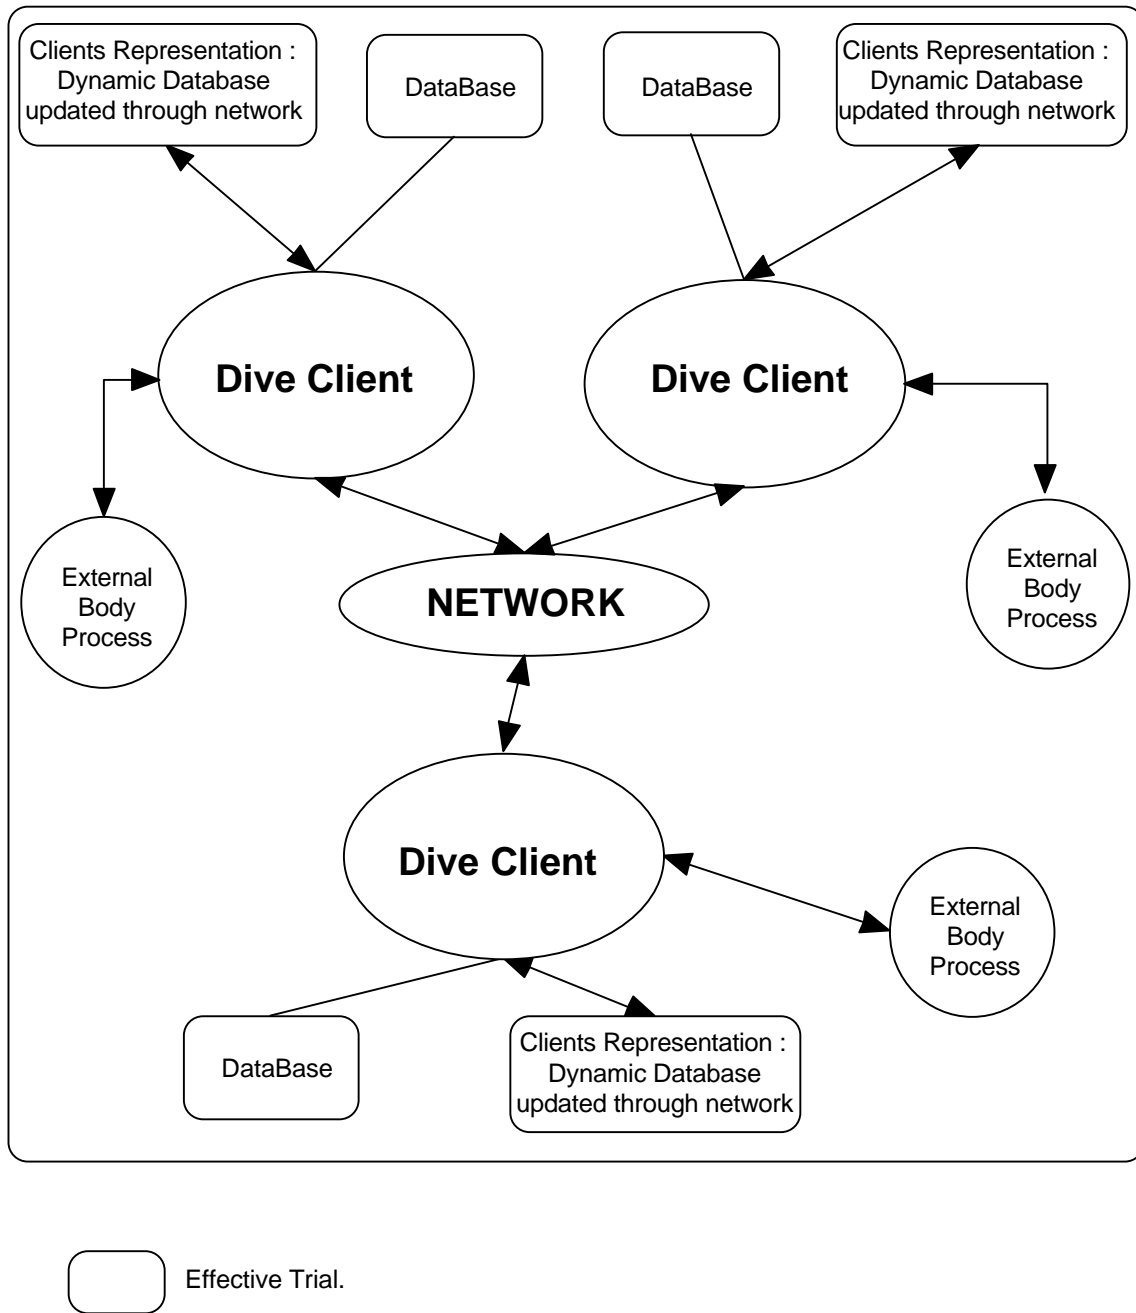 Clients Representation :
Dynamic Database
updated through network
DataBase
DataBase
Clients Representation :
Dynamic Database
updated through network
Dive Client
Dive Client
External
Body
Process
NETWORK
External
Body
Process
Dive Client
External
Body
Process
DataBase
Clients Representation :
Dynamic Database
updated through network
Effective Trial.